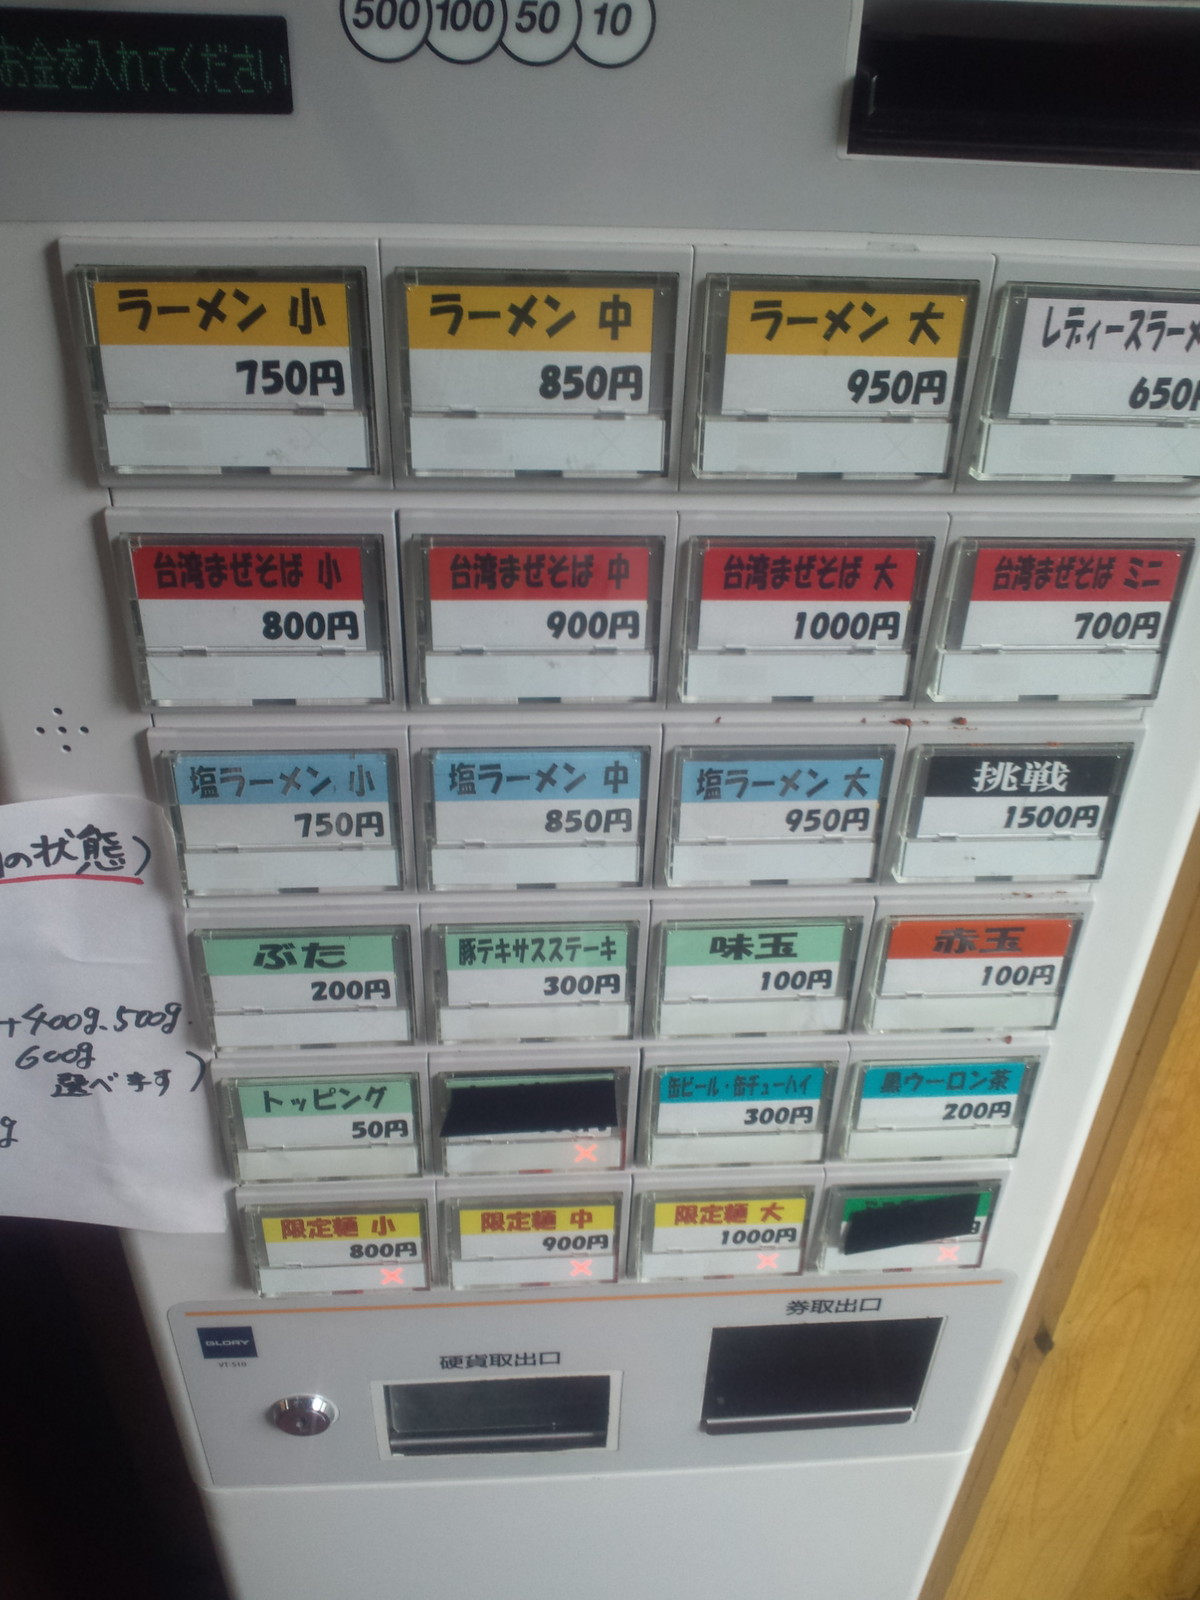 500 100 50 10
お金を入れてください
ラーメン 小
750円
ラーメン 中
850円
ラーメン 大
950円
レディースラーメ
650円
台湾まぜそば 小
800円
台湾まぜそば 中
900円
台湾まぜそば 大
1000円
台湾まぜそば ミニ
700円
塩ラーメン 小
750円
塩ラーメン 中
850円
塩ラーメン 大
950円
挑戦
1500円
の状態)
ぶた
200円
豚テキサスステーキ
300円
味玉
100円
赤玉
100円
+400g、500g.
600g
選べます)
g
トッピング
50円
×
缶ビール・缶チューハイ
300円
黒ウーロン茶
200円
限定麺 小
800円
×
限定麺 中
900円
×
限定麺 大
1000円
×
円
×
券取出口
GLORY
VT-S10
硬貨取出口